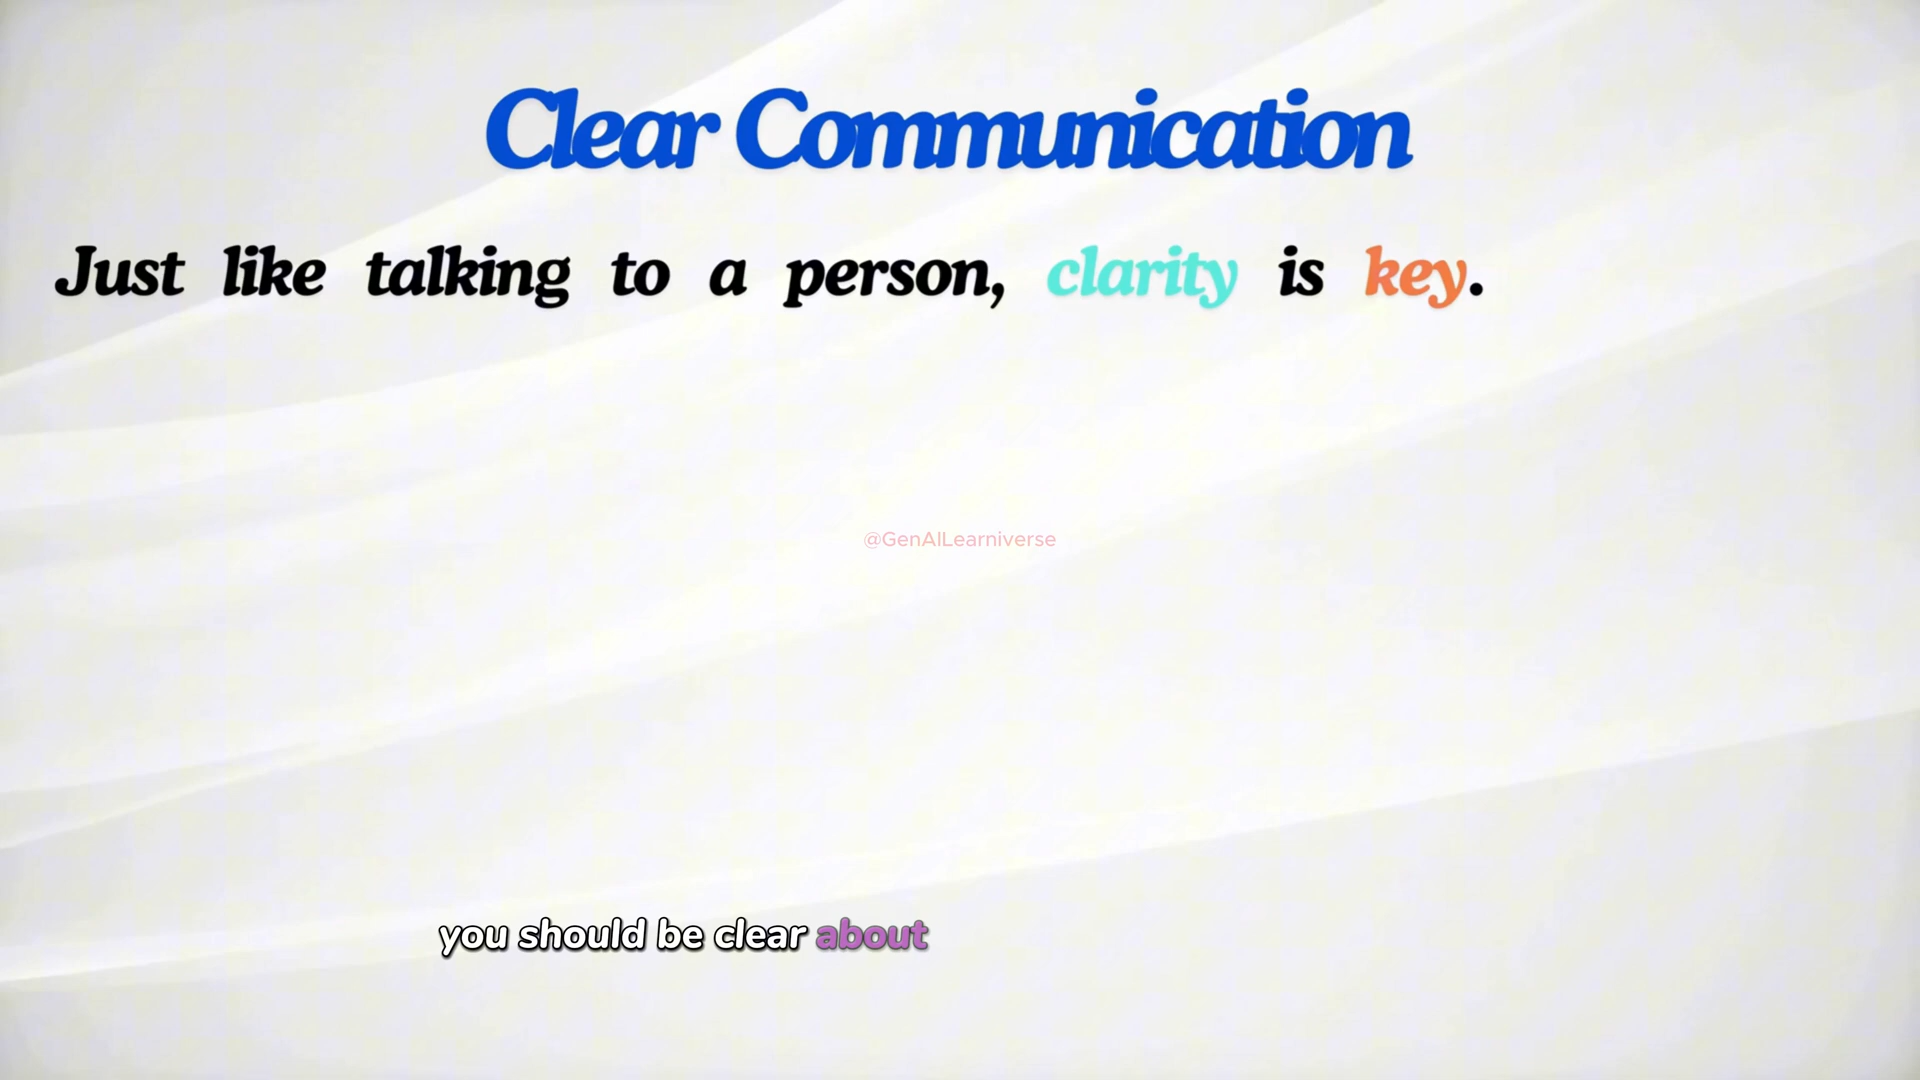 Clear Communication
Just like talking to a person, clarity is key.
@GenAILearniverse
you should be clear about